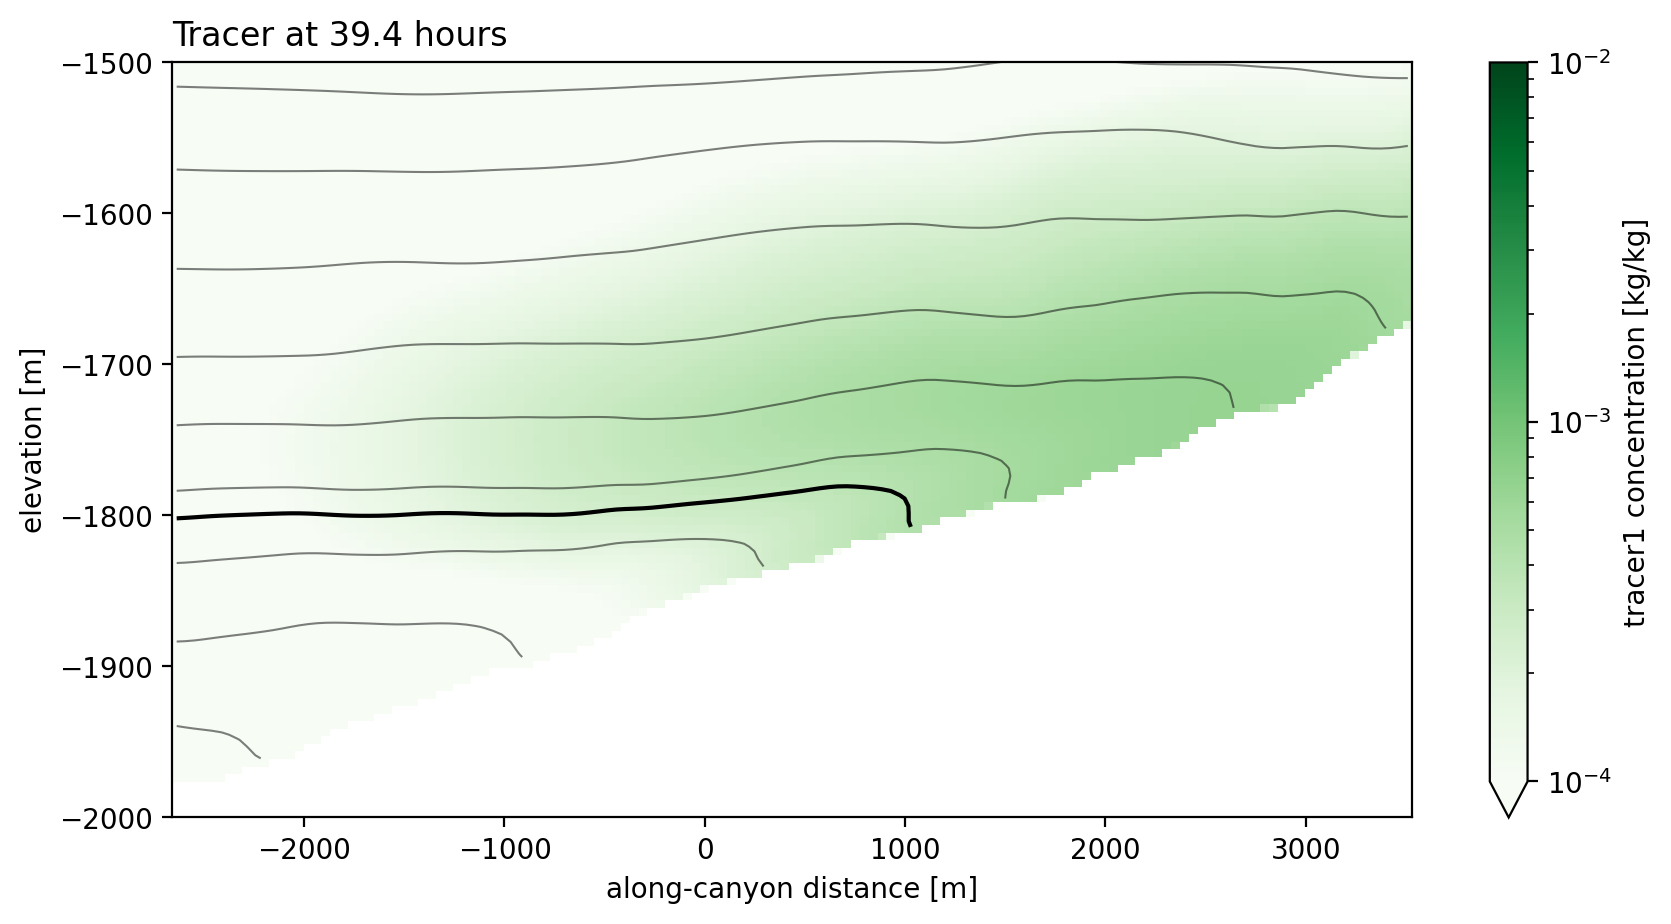 Tracer at 39.4 hours
−1500
−1600
−1700
−1800
−1900
−2000
elevation [m]
−2000 −1000 0 1000 2000 3000
along-canyon distance [m]
10⁻²
10⁻³
10⁻⁴
tracer1 concentration [kg/kg]